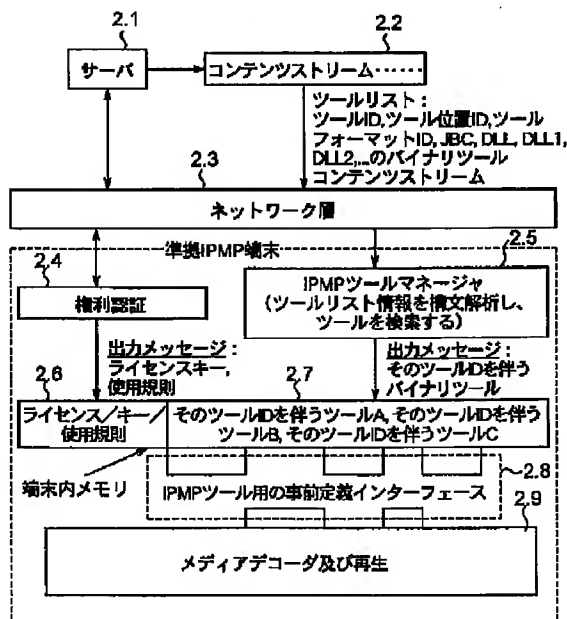 2.1
サーバ
2.2
コンテンツストリーム……
ツールリスト：
ツールID,ツール位置ID,ツール
フォーマットID, JBC, DLL, DLL1,
DLL2,...のバイナリツール
コンテンツストリーム
2.3
ネットワーク層
準拠IPMP端末
2.4
権利認証
2.5
IPMPツールマネージャ
（ツールリスト情報を構文解析し、
ツールを検索する）
出力メッセージ：
ライセンスキー,
使用規則
出力メッセージ：
そのツールIDを伴う
バイナリツール
2.6
ライセンス／キー／
使用規則
2.7
そのツールIDを伴うツールA, そのツールIDを伴う
ツールB, そのツールIDを伴うツールC
端末内メモリ
2.8
IPMPツール用の事前定義インターフェース
2.9
メディアデコーダ及び再生